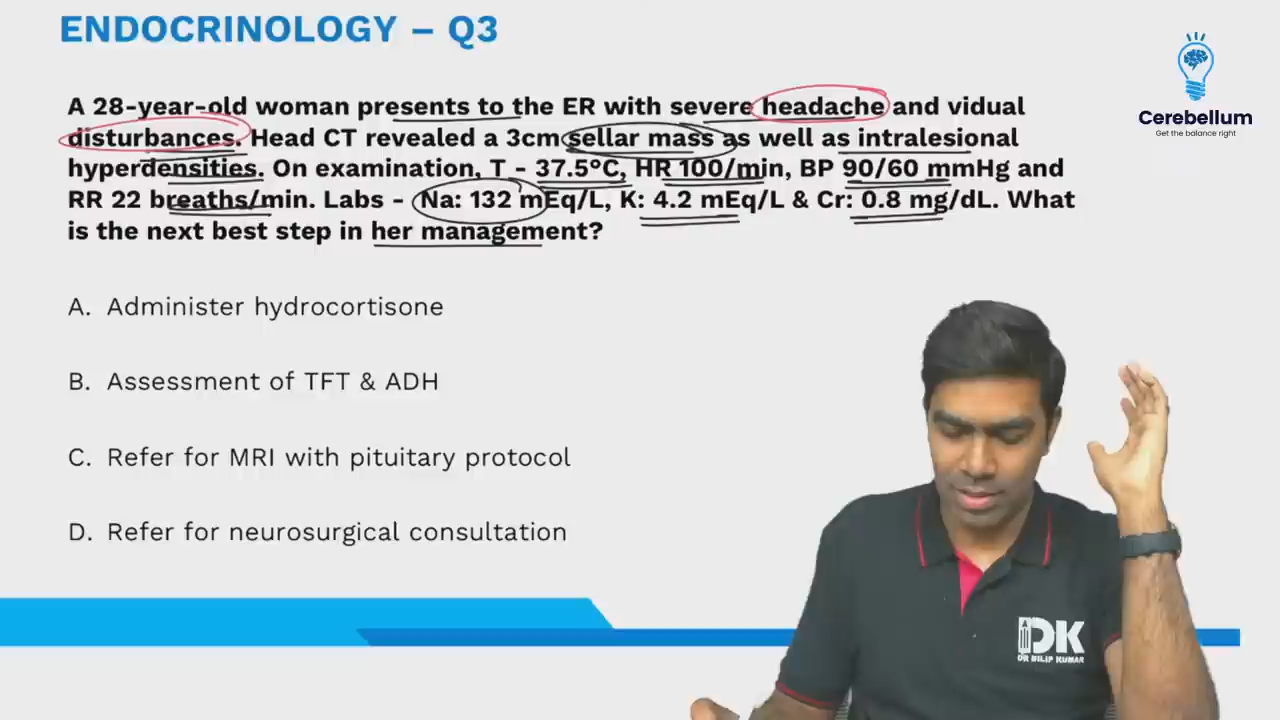 ENDOCRINOLOGY – Q3
A 28-year-old woman presents to the ER with severe headache and vidual
disturbances. Head CT revealed a 3cm sellar mass as well as intralesional
hyperdensities. On examination, T - 37.5°C, HR 100/min, BP 90/60 mmHg and
RR 22 breaths/min. Labs - Na: 132 mEq/L, K: 4.2 mEq/L & Cr: 0.8 mg/dL. What
is the next best step in her management?
Cerebellum
Get the balance right
A. Administer hydrocortisone
B. Assessment of TFT & ADH
C. Refer for MRI with pituitary protocol
D. Refer for neurosurgical consultation
DK
DR DILIP KUMAR